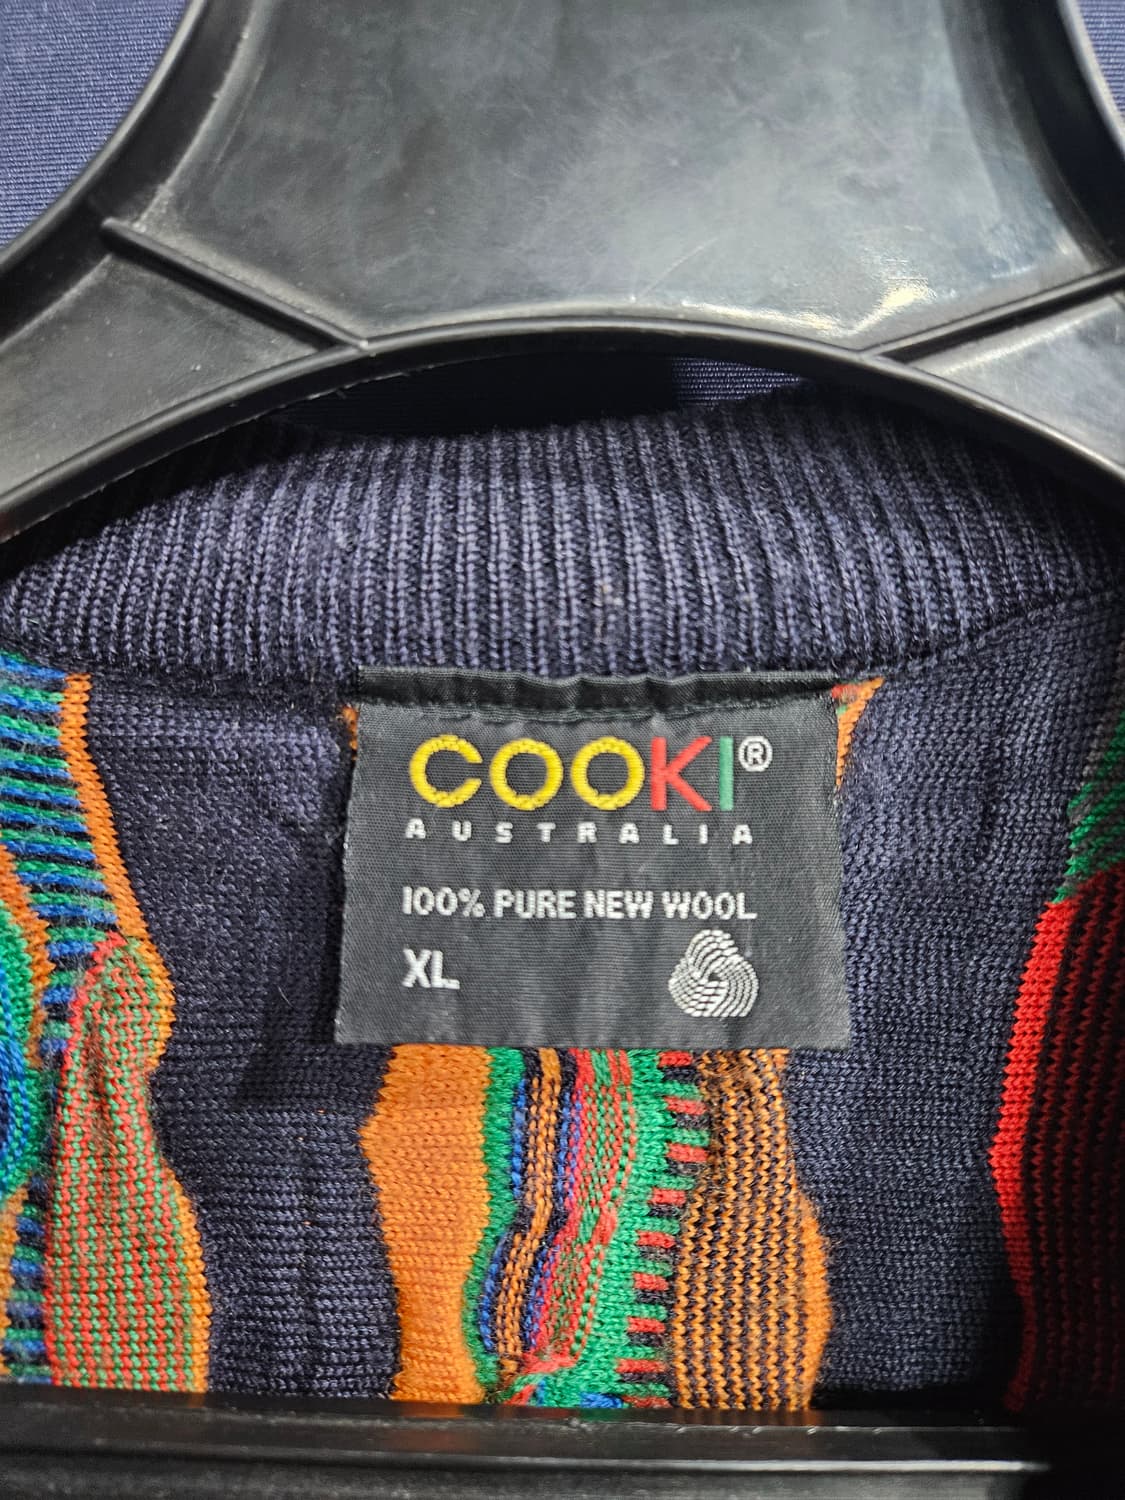 COOKI®
AUSTRALIA
100% PURE NEW WOOL
XL